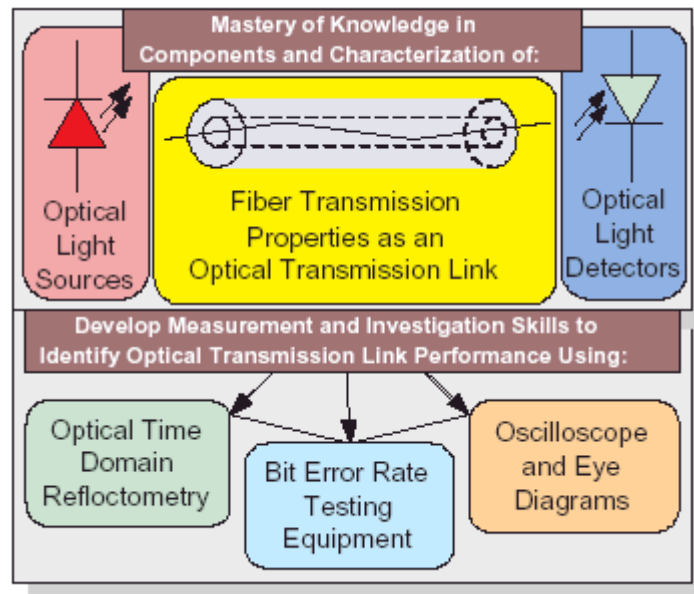 Mastery of Knowledge in
Components and Characterization of:
Optical
Light
Sources
Fiber Transmission
Properties as an
Optical Transmission Link
Optical
Light
Detectors
Develop Measurement and Investigation Skills to
Identify Optical Transmission Link Performance Using:
Optical Time
Domain
Refloctometry
Bit Error Rate
Testing
Equipment
Oscilloscope
and Eye
Diagrams